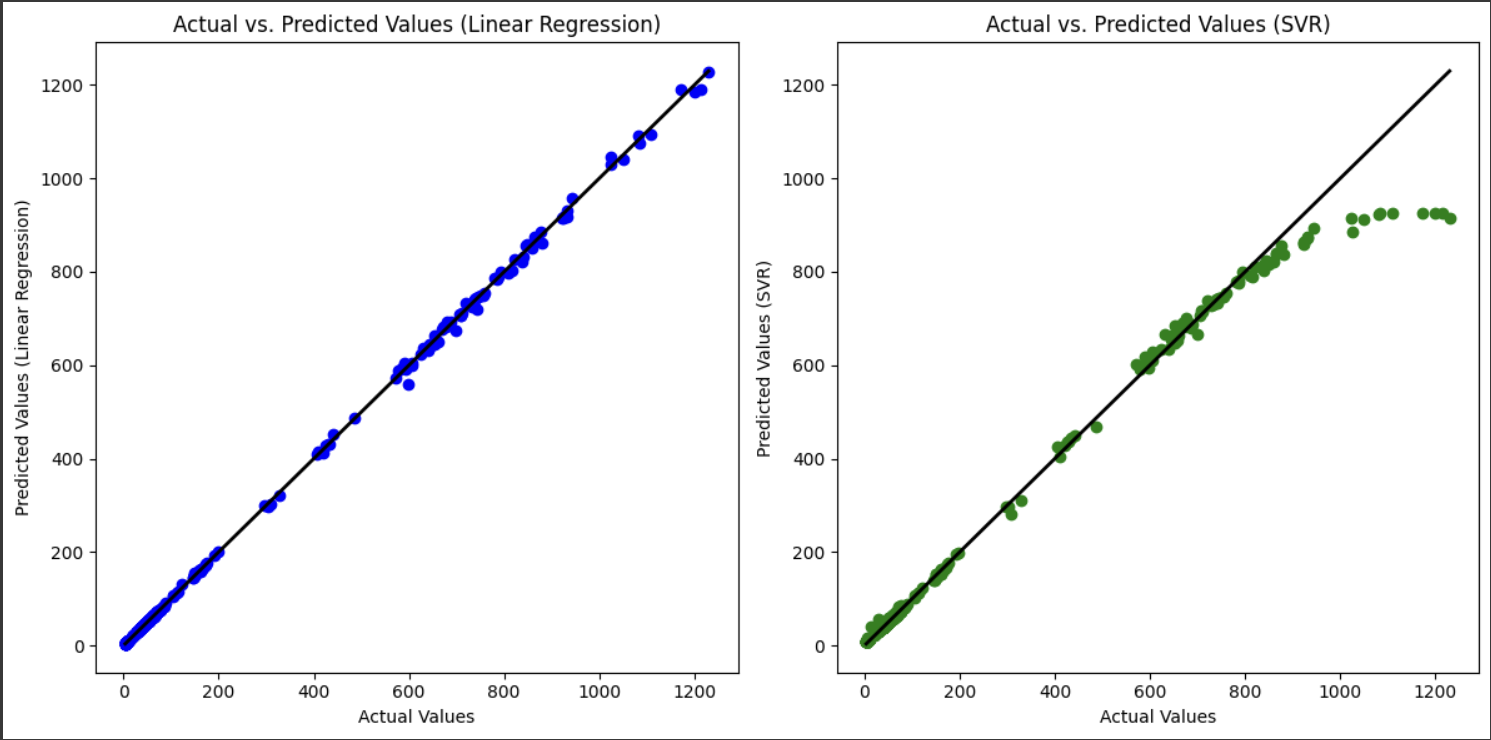 Actual vs. Predicted Values (Linear Regression)
Predicted Values (Linear Regression)
1200
1000
800
600
400
200
0
0 200 400 600 800 1000 1200
Actual Values
Actual vs. Predicted Values (SVR)
Predicted Values (SVR)
1200
1000
800
600
400
200
0
0 200 400 600 800 1000 1200
Actual Values